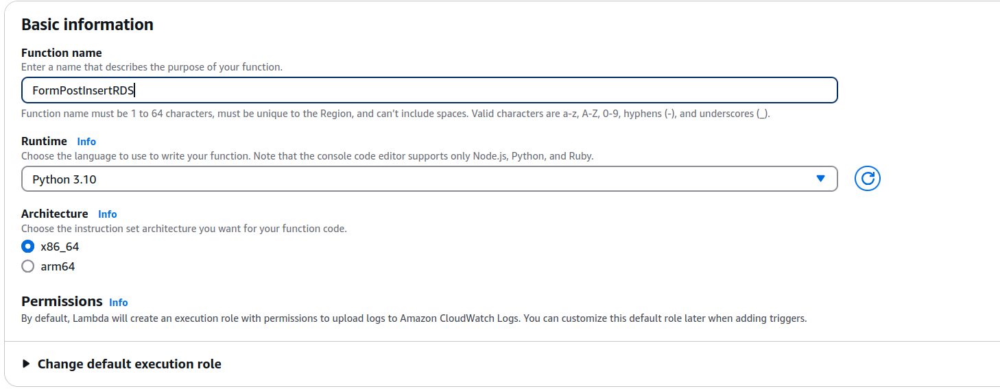 Basic information
Function name
Enter a name that describes the purpose of your function.
FormPostInsertRDS
Function name must be 1 to 64 characters, must be unique to the Region, and can't include spaces. Valid characters are a-z, A-Z, 0-9, hyphens (-), and underscores (_).
Runtime Info
Choose the language to use to write your function. Note that the console code editor supports only Node.js, Python, and Ruby.
Python 3.10
Architecture Info
Choose the instruction set architecture you want for your function code.
x86_64
arm64
Permissions Info
By default, Lambda will create an execution role with permissions to upload logs to Amazon CloudWatch Logs. You can customize this default role later when adding triggers.
Change default execution role